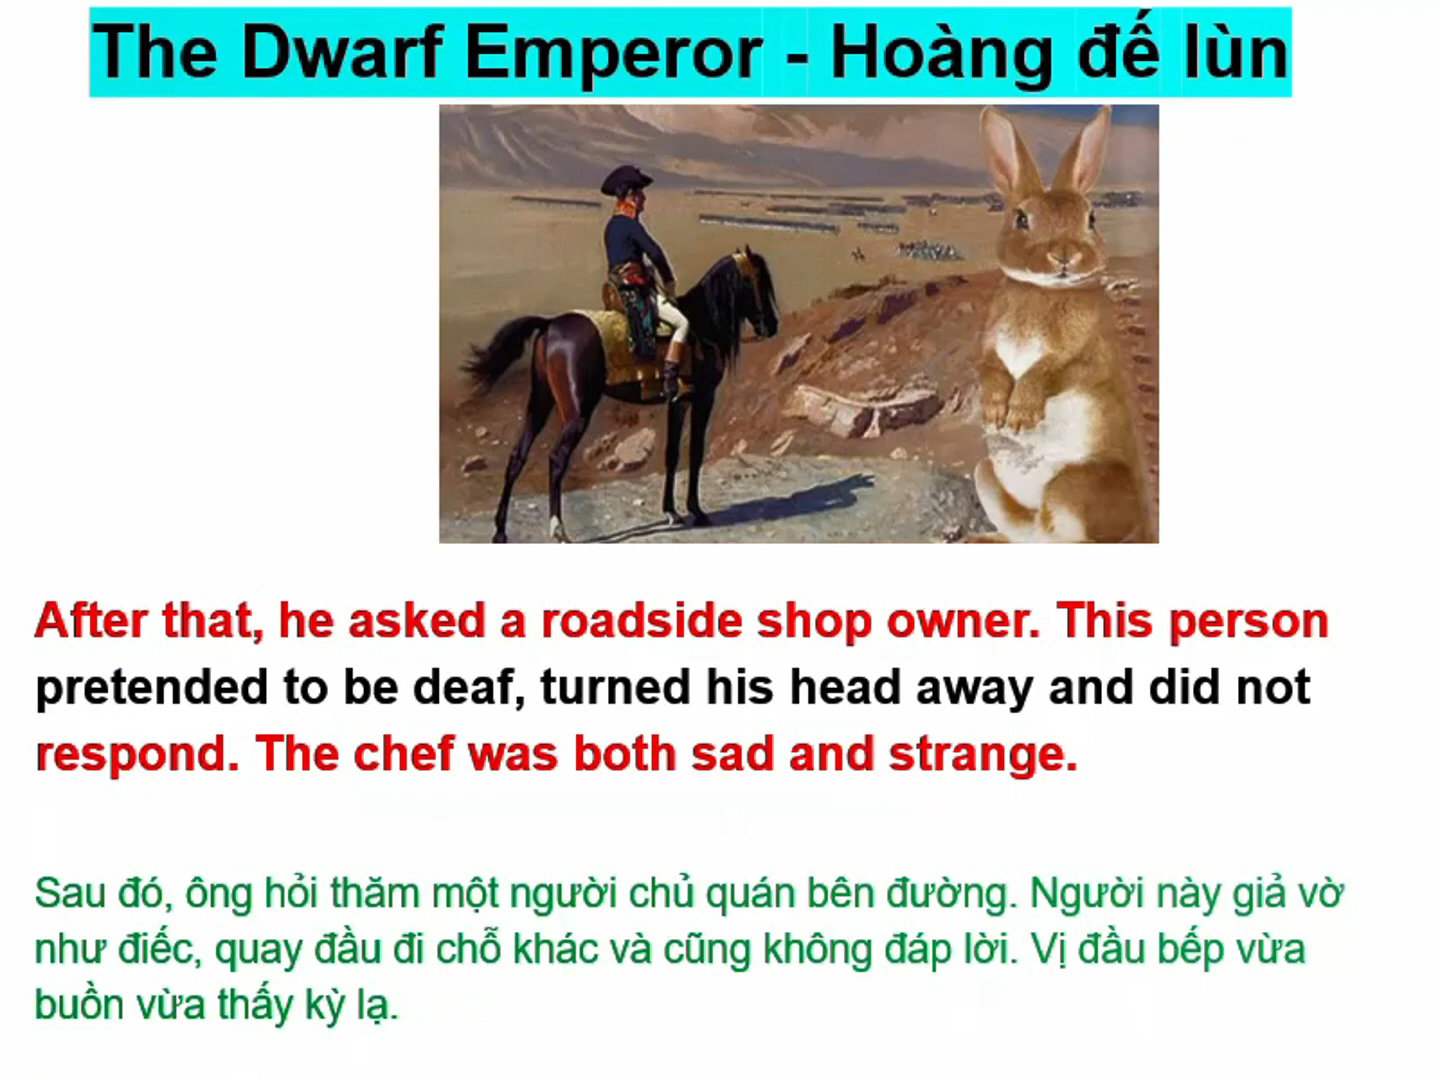 The Dwarf Emperor - Hoàng đế lùn
After that, he asked a roadside shop owner. This person
pretended to be deaf, turned his head away and did not
respond. The chef was both sad and strange.
Sau đó, ông hỏi thăm một người chủ quán bên đường. Người này giả vờ
như điếc, quay đầu đi chỗ khác và cũng không đáp lời. Vị đầu bếp vừa
buồn vừa thấy kỳ lạ.